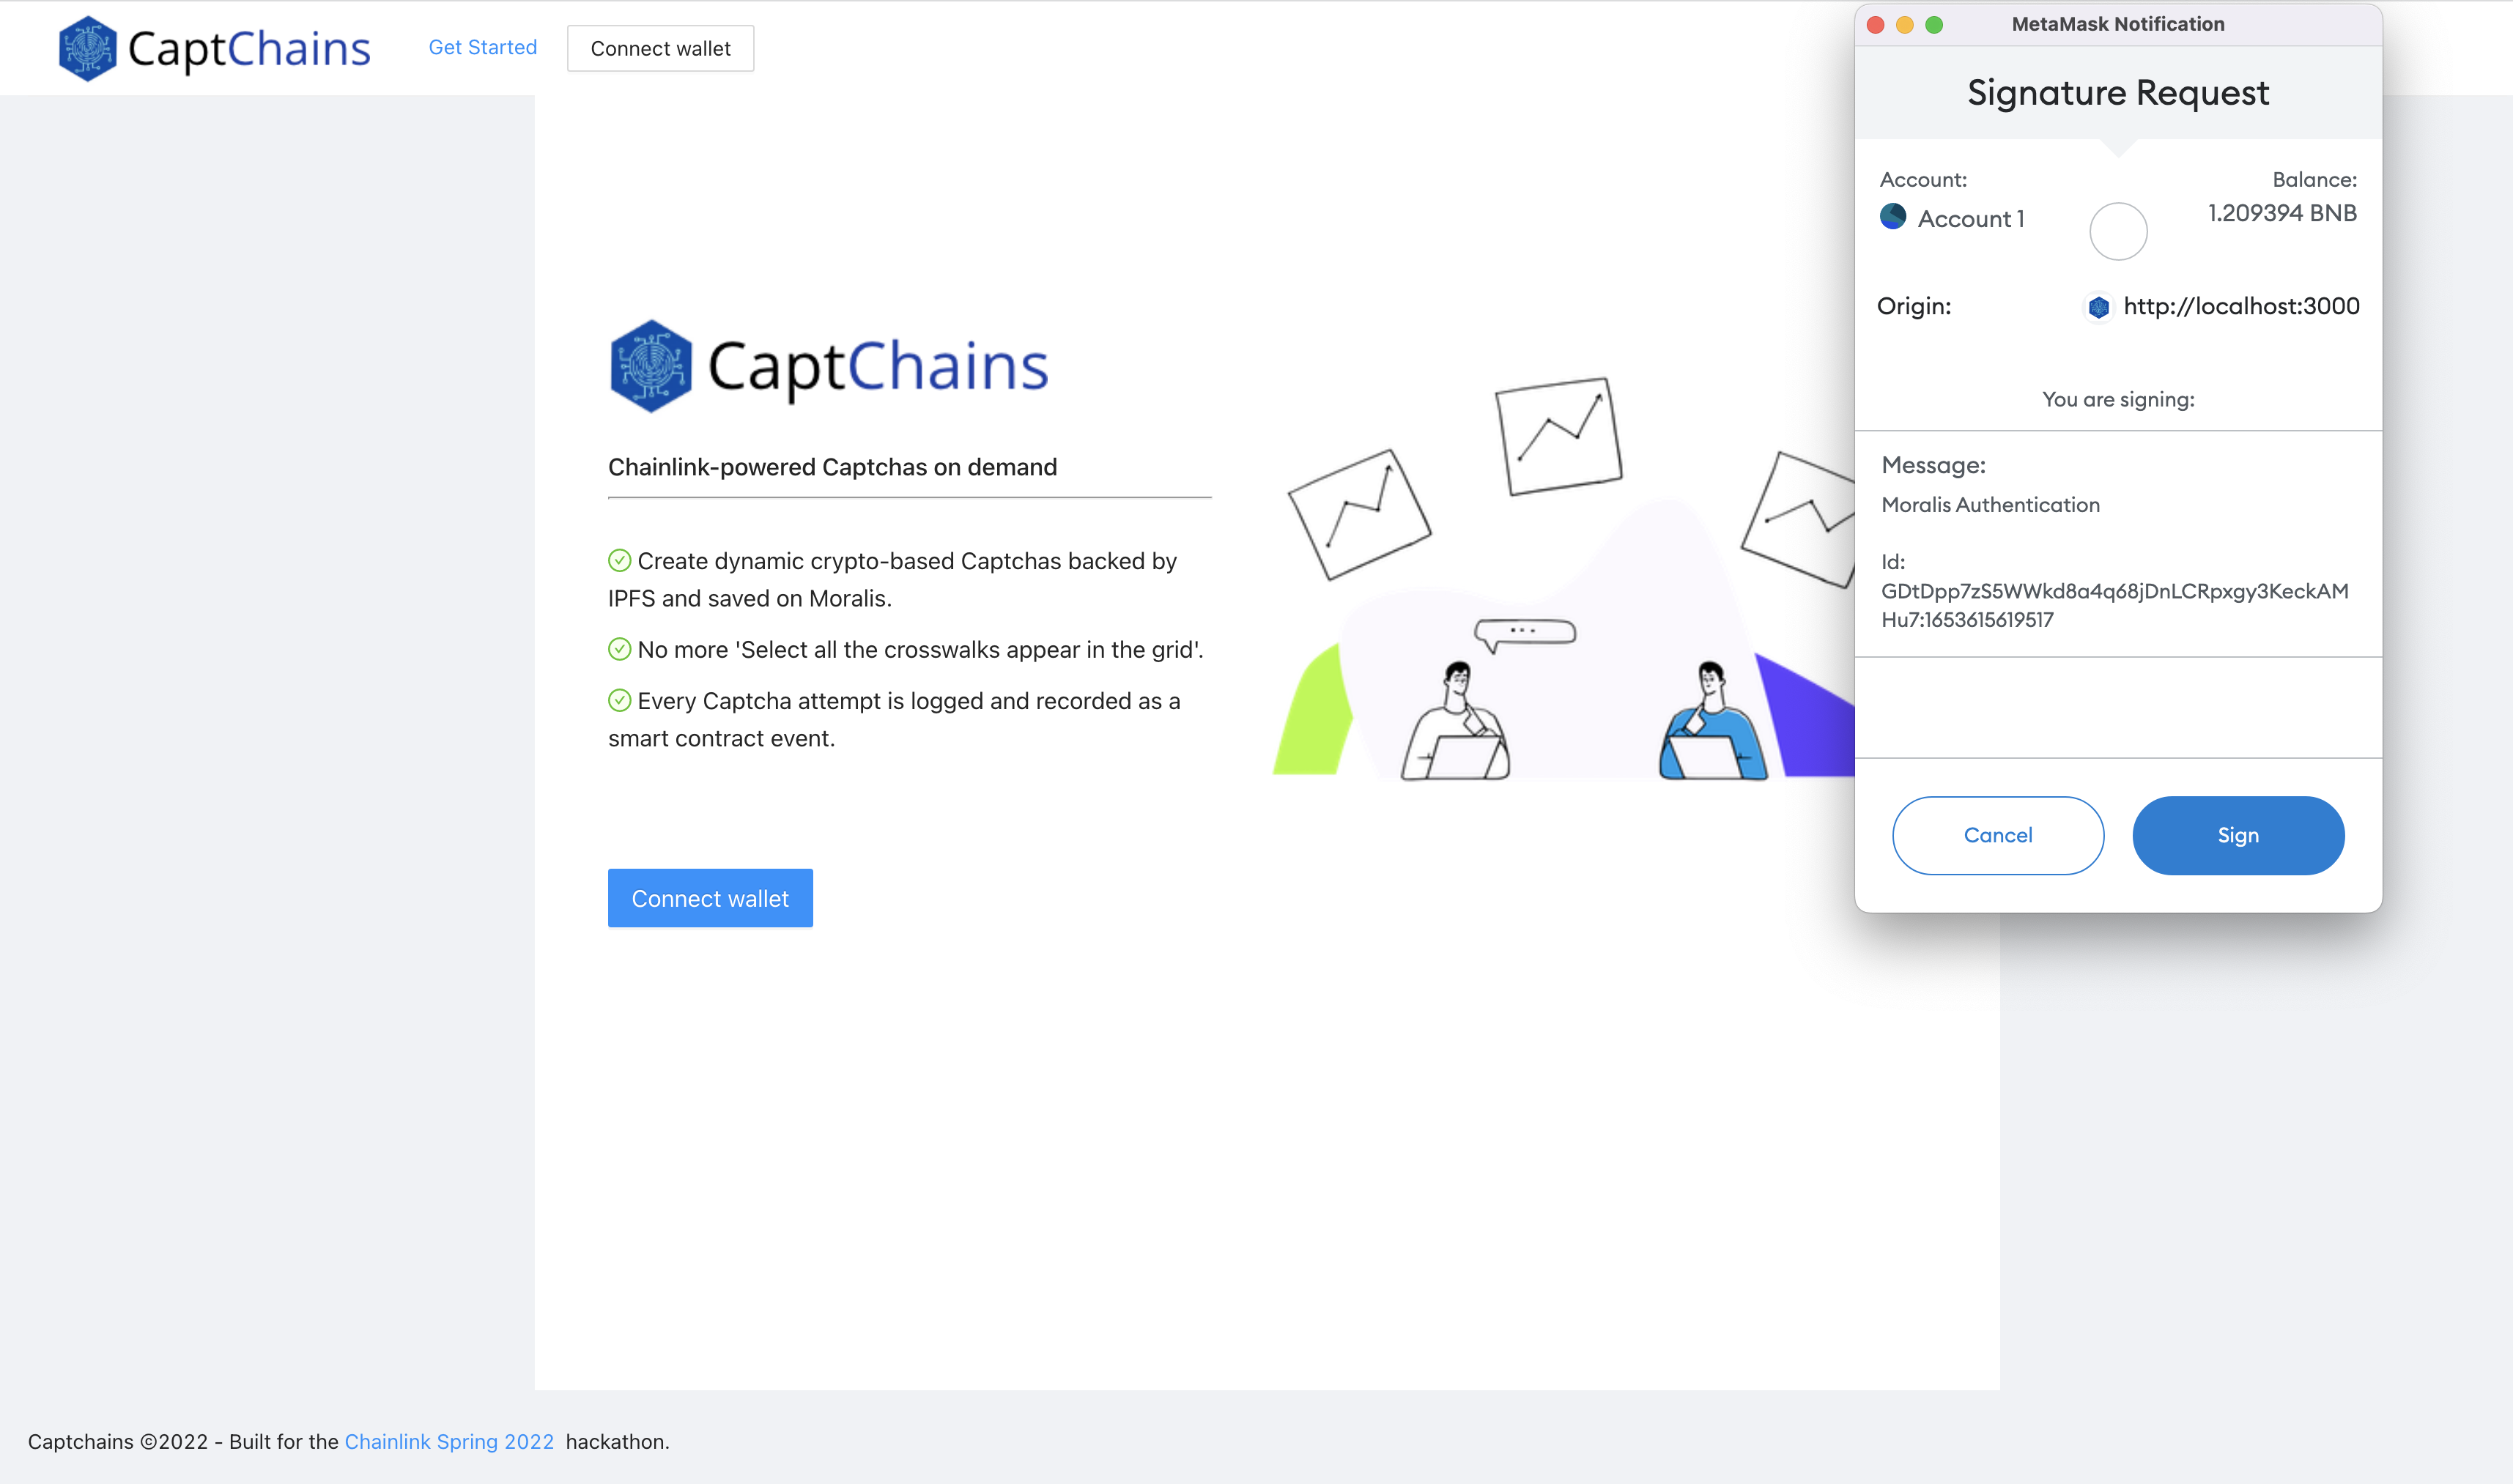 CaptChains
Get Started
Connect wallet
CaptChains
Chainlink-powered Captchas on demand
Create dynamic crypto-based Captchas backed by
IPFS and saved on Moralis.
No more 'Select all the crosswalks appear in the grid'.
Every Captcha attempt is logged and recorded as a
smart contract event.
Connect wallet
MetaMask Notification
Signature Request
Account:
Balance:
Account 1
1.209394 BNB
Origin:
http://localhost:3000
You are signing:
Message:
Moralis Authentication
Id:
GDtDpp7zS5WWkd8a4q68jDnLCRpxgy3KeckAM
Hu7:1653615619517
Cancel
Sign
Captchains ©2022 - Built for the Chainlink Spring 2022 hackathon.